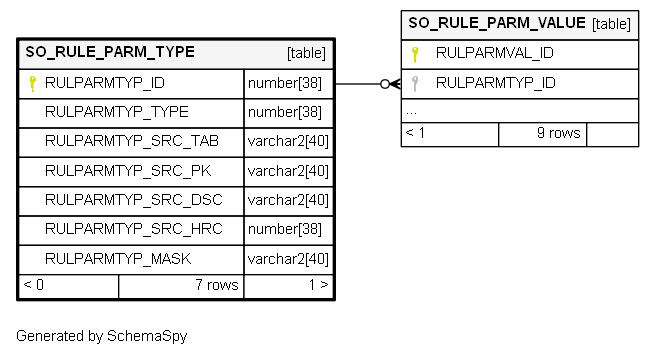 SO_RULE_PARM_TYPE [table]
RULPARMTYP_ID number[38]
RULPARMTYP_TYPE number[38]
RULPARMTYP_SRC_TAB varchar2[40]
RULPARMTYP_SRC_PK varchar2[40]
RULPARMTYP_SRC_DSC varchar2[40]
RULPARMTYP_SRC_HRC number[38]
RULPARMTYP_MASK varchar2[40]
< 0 7 rows 1 >
SO_RULE_PARM_VALUE [table]
RULPARMVAL_ID
RULPARMTYP_ID
...
< 1 9 rows
Generated by SchemaSpy